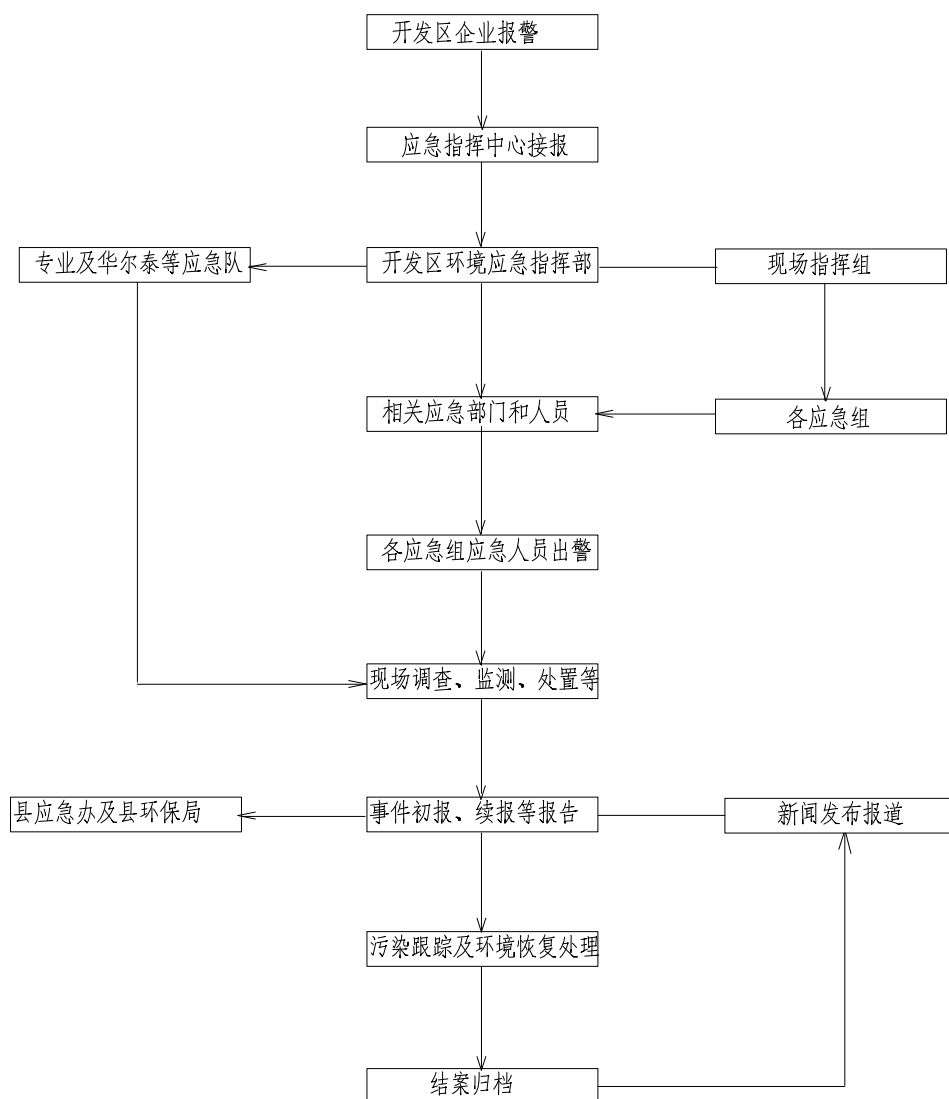 开发区企业报警
应急指挥中心接报
专业及华尔泰等应急队
开发区环境应急指挥部
现场指挥组
相关应急部门和人员
各应急组
各应急组应急人员出警
现场调查、监测、处置等
县应急办及县环保局
事件初报、续报等报告
新闻发布报道
污染跟踪及环境恢复处理
结案归档